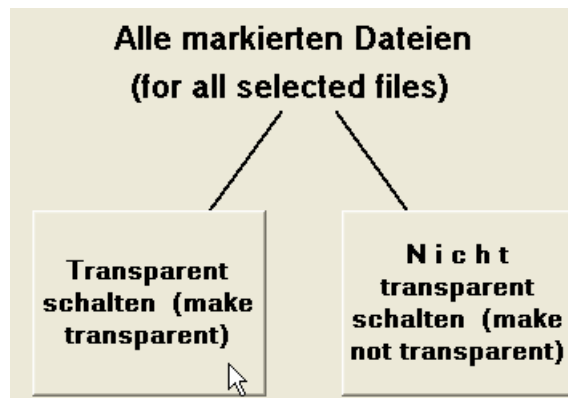 Alle markierten Dateien
(for all selected files)
Transparent
schalten (make
transparent)
N i c h t
transparent
schalten (make
not transparent)